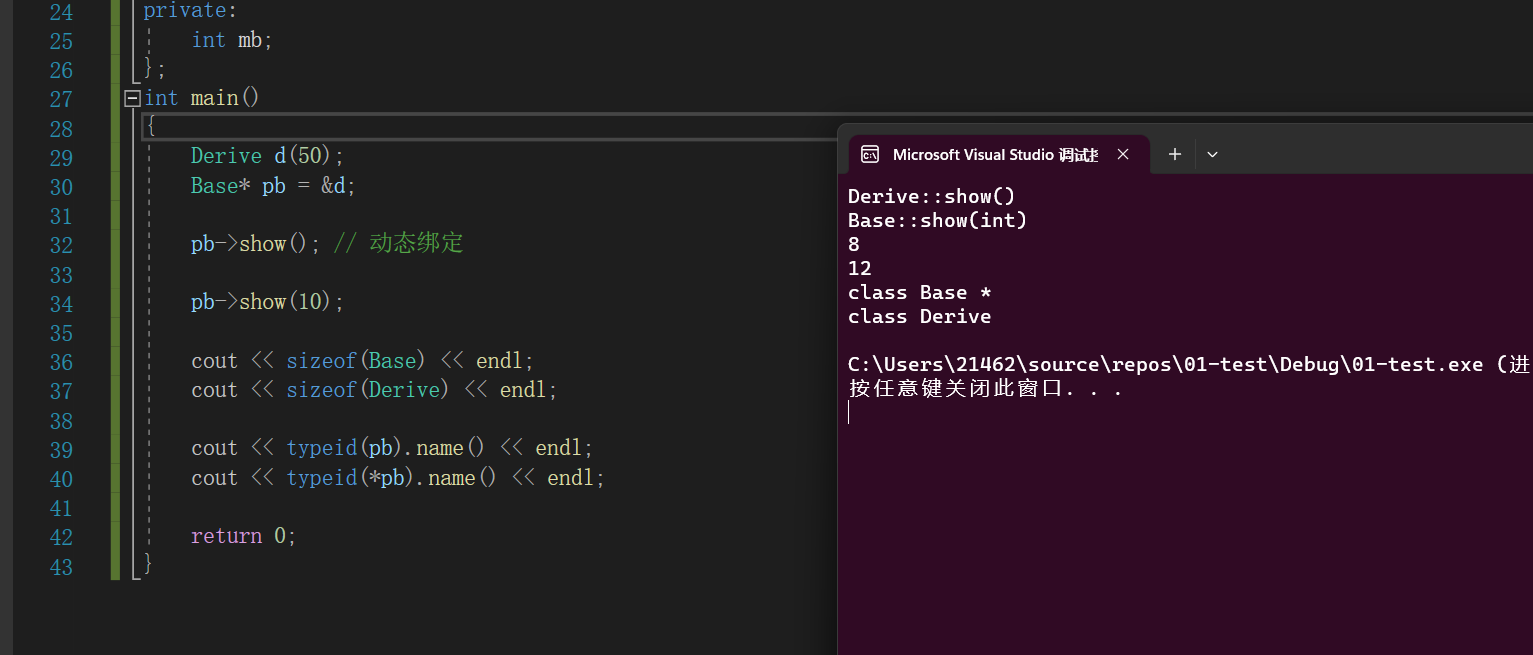 24 private:
25 int mb;
26 };
27 int main()
28 {
29 Derive d(50);
30 Base* pb = &d;
31
32 pb->show(); // 动态绑定
33
34 pb->show(10);
35
36 cout << sizeof(Base) << endl;
37 cout << sizeof(Derive) << endl;
38
39 cout << typeid(pb).name() << endl;
40 cout << typeid(*pb).name() << endl;
41
42 return 0;
43 }
Microsoft Visual Studio 调试
Derive::show()
Base::show(int)
8
12
class Base *
class Derive
C:\Users\21462\source\repos\01-test\Debug\01-test.exe (进
按任意键关闭此窗口. . .